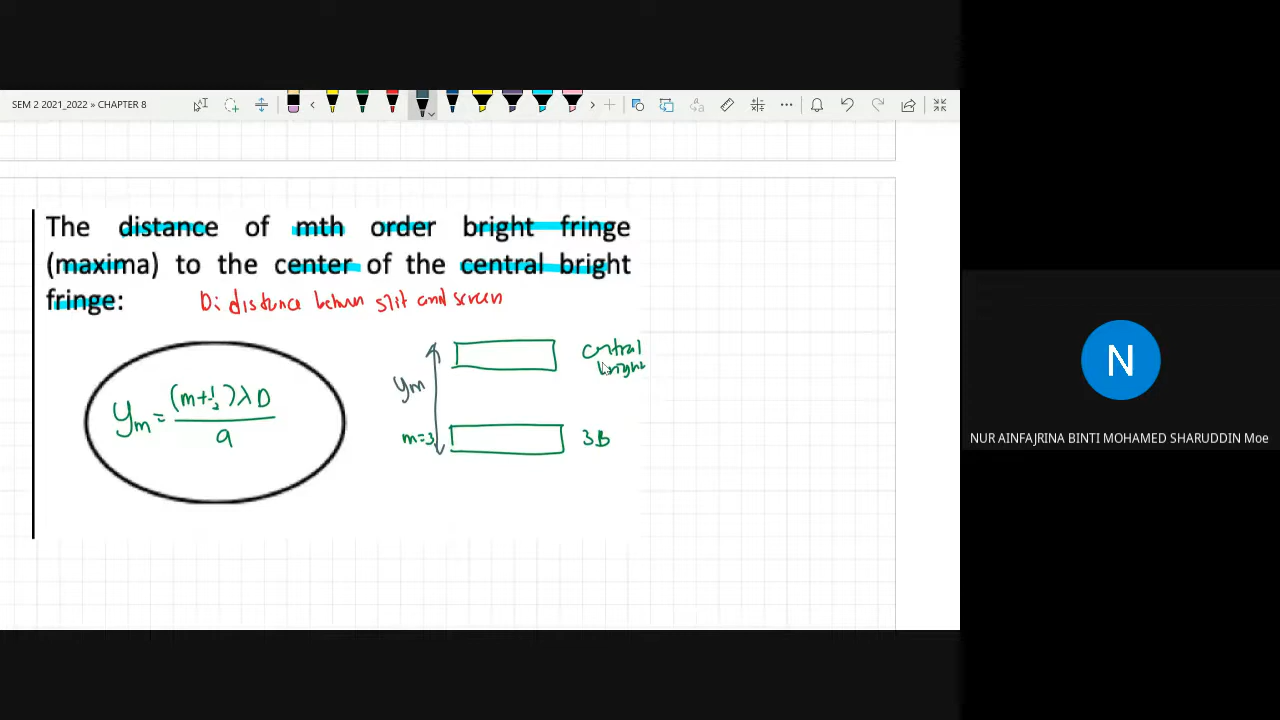 SEM 2 2021_2022 » CHAPTER 8
The distance of mth order bright fringe
(maxima) to the center of the central bright
fringe:
D: distance between slit and screen
central
bright
ym
ym = (m+1/2)λD
a
m=3
3B
N
NUR AINFAJRINA BINTI MOHAMED SHARUDDIN Moe